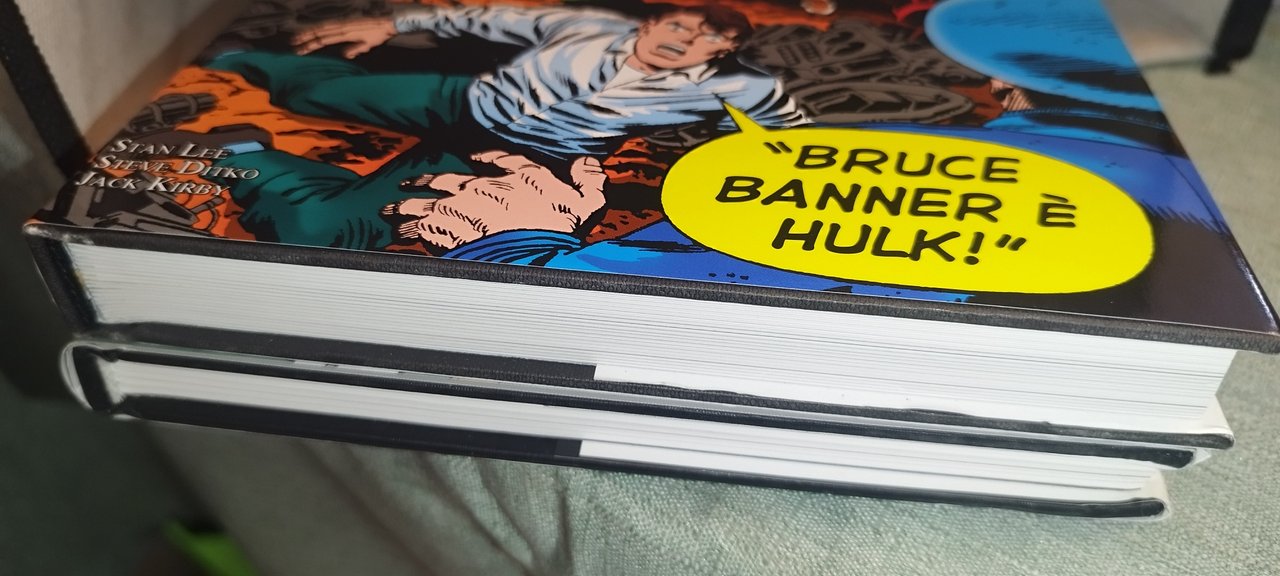 STAN LEE
STEVE DITKO
JACK KIRBY
"BRUCE
BANNER È
HULK!"